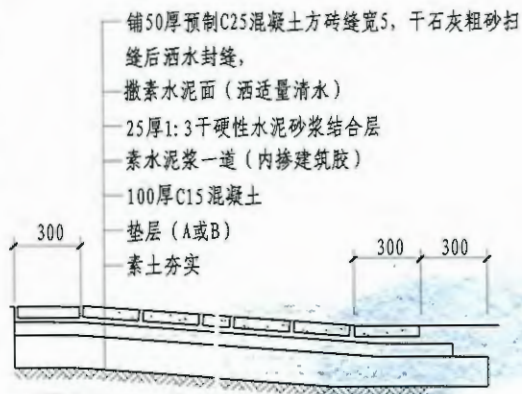 铺50厚预制C25混凝土方砖缝宽5，干石灰粗砂扫
缝后洒水封缝，
撒素水泥面（洒适量清水）
25厚1:3干硬性水泥砂浆结合层
素水泥浆一道（内掺建筑胶）
100厚C15混凝土
垫层（A或B）
素土夯实
300
300
300